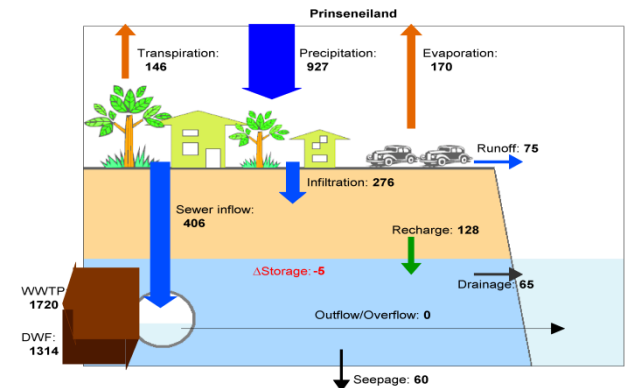 Prinseneiland
Transpiration:
146
Precipitation:
927
Evaporation:
170
Runoff: 75
Infiltration: 276
Sewer inflow:
406
Recharge: 128
ΔStorage: -5
WWTP
1720
Drainage: 65
Outflow/Overflow: 0
DWF:
1314
Seepage: 60